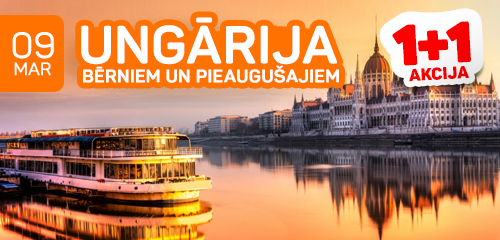 09
MAR
UNGĀRIJA
BĒRNIEM UN PIEAUGUŠAJIEM
1+1
AKCIJA